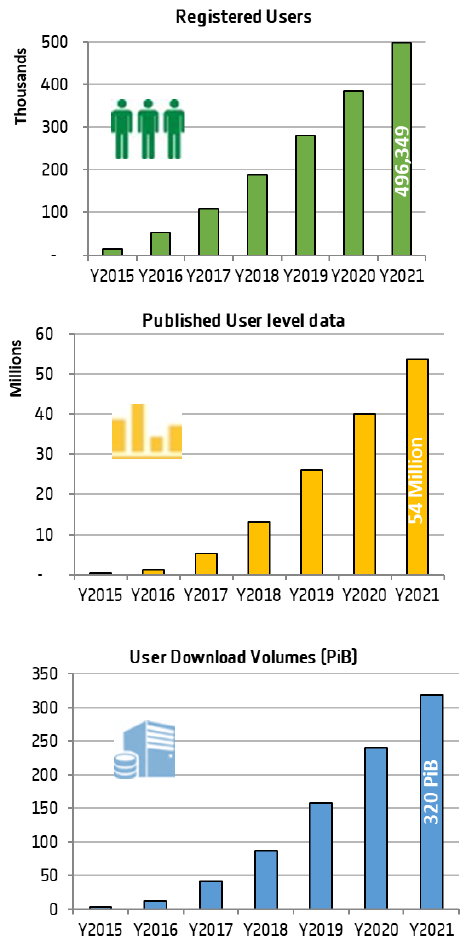 Registered Users
Thousands
500
400
300
200
100
-
496,349
Y2015 Y2016 Y2017 Y2018 Y2019 Y2020 Y2021
Published User level data
Millions
60
50
40
30
20
10
-
54 Million
Y2015 Y2016 Y2017 Y2018 Y2019 Y2020 Y2021
User Download Volumes (PiB)
350
300
250
200
150
100
50
0
320 PiB
Y2015 Y2016 Y2017 Y2018 Y2019 Y2020 Y2021